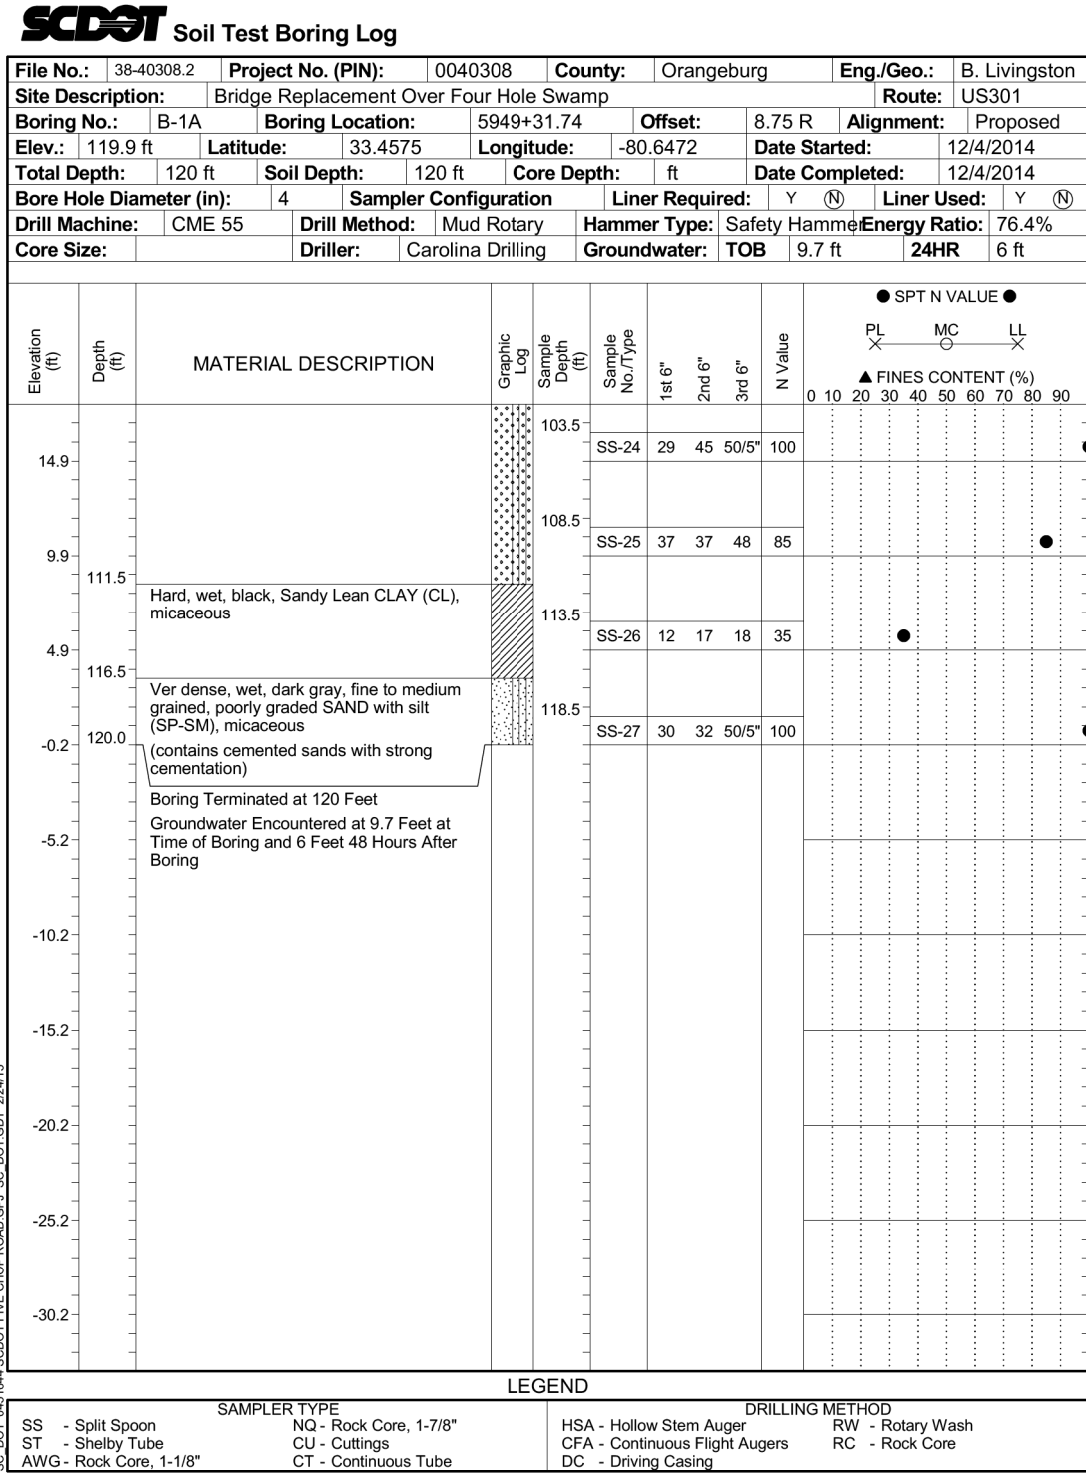 SCDOT Soil Test Boring Log
File No.: 38-40308.2 Project No. (PIN): 0040308 County: Orangeburg Eng./Geo.: B. Livingston
Site Description: Bridge Replacement Over Four Hole Swamp Route: US301
Boring No.: B-1A Boring Location: 5949+31.74 Offset: 8.75 R Alignment: Proposed
Elev.: 119.9 ft Latitude: 33.4575 Longitude: -80.6472 Date Started: 12/4/2014
Total Depth: 120 ft Soil Depth: 120 ft Core Depth: ft Date Completed: 12/4/2014
Bore Hole Diameter (in): 4 Sampler Configuration Liner Required: Y N Liner Used: Y N
Drill Machine: CME 55 Drill Method: Mud Rotary Hammer Type: Safety Hammer Energy Ratio: 76.4%
Core Size: Driller: Carolina Drilling Groundwater: TOB 9.7 ft 24HR 6 ft
Elevation (ft) Depth (ft) MATERIAL DESCRIPTION Graphic Log Sample Depth (ft) Sample No./Type 1st 6" 2nd 6" 3rd 6" N Value
● SPT N VALUE ●
PL MC LL
▲ FINES CONTENT (%)
0 10 20 30 40 50 60 70 80 90
103.5
SS-24 29 45 50/5" 100
14.9
108.5
SS-25 37 37 48 85
9.9
111.5
Hard, wet, black, Sandy Lean CLAY (CL),
micaceous
113.5
SS-26 12 17 18 35
4.9
116.5
Ver dense, wet, dark gray, fine to medium
grained, poorly graded SAND with silt
(SP-SM), micaceous
118.5
SS-27 30 32 50/5" 100
-0.2 120.0
(contains cemented sands with strong
cementation)
Boring Terminated at 120 Feet
Groundwater Encountered at 9.7 Feet at
Time of Boring and 6 Feet 48 Hours After
Boring
-5.2
-10.2
-15.2
-20.2
-25.2
-30.2
LEGEND
SAMPLER TYPE DRILLING METHOD
SS - Split Spoon NQ - Rock Core, 1-7/8" HSA - Hollow Stem Auger RW - Rotary Wash
ST - Shelby Tube CU - Cuttings CFA - Continuous Flight Augers RC - Rock Core
AWG - Rock Core, 1-1/8" CT - Continuous Tube DC - Driving Casing